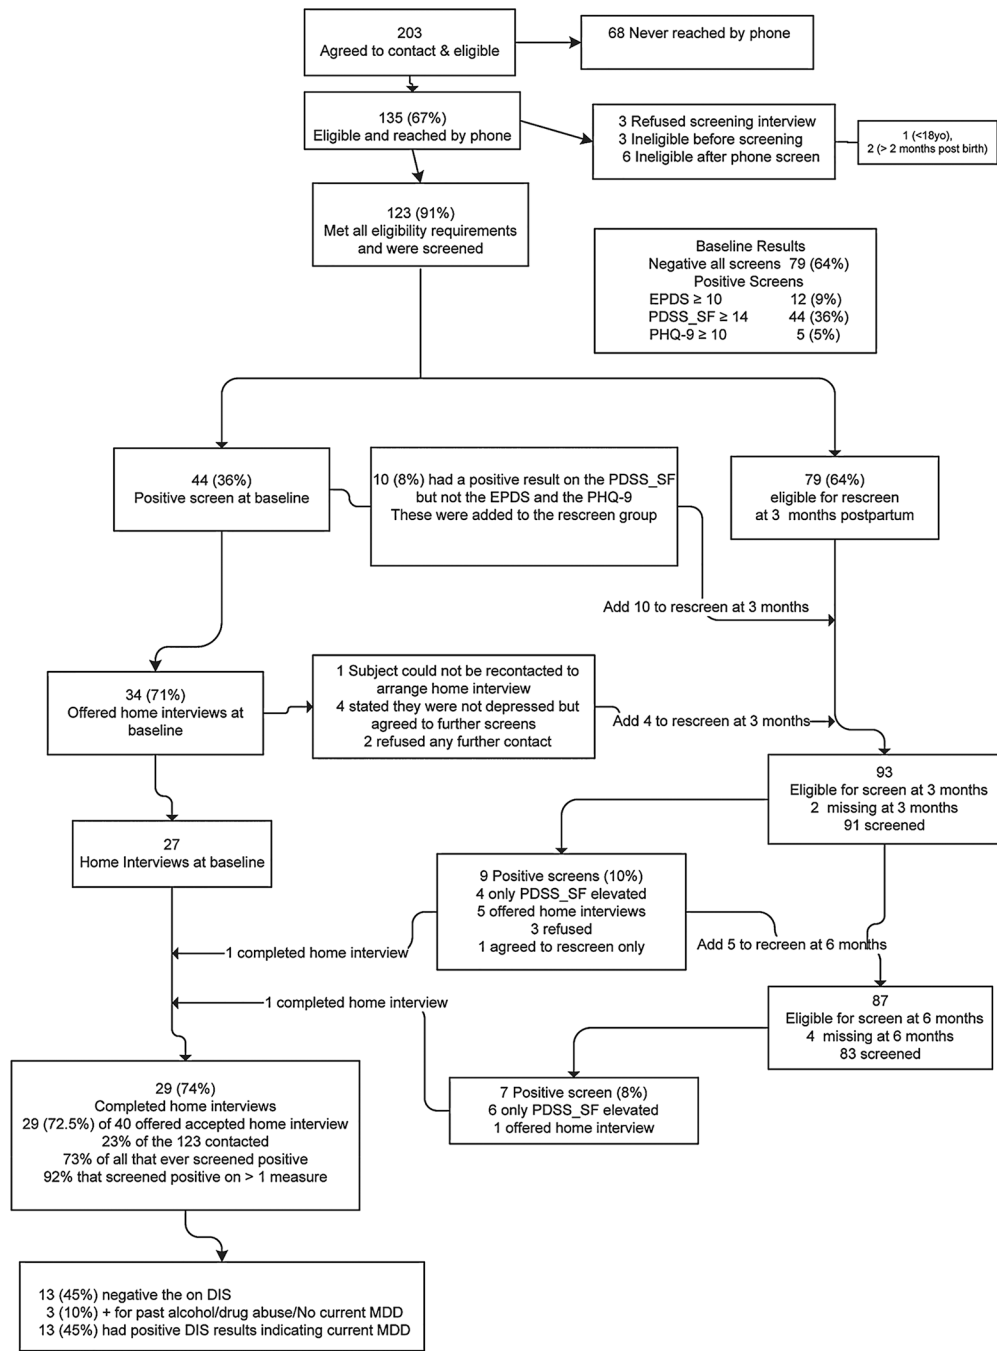 203
Agreed to contact & eligible
68 Never reached by phone
135 (67%)
Eligible and reached by phone
3 Refused screening interview
3 Ineligible before screening
6 Ineligible after phone screen
1 (<18yo),
2 (> 2 months post birth)
123 (91%)
Met all eligibility requirements
and were screened
Baseline Results
Negative all screens 79 (64%)
Positive Screens
EPDS ≥ 10 12 (9%)
PDSS_SF ≥ 14 44 (36%)
PHQ-9 ≥ 10 5 (5%)
44 (36%)
Positive screen at baseline
10 (8%) had a positive result on the PDSS_SF
but not the EPDS and the PHQ-9
These were added to the rescreen group
79 (64%)
eligible for rescreen
at 3 months postpartum
Add 10 to rescreen at 3 months
34 (71%)
Offered home interviews at
baseline
1 Subject could not be recontacted to
arrange home interview
4 stated they were not depressed but
agreed to further screens
2 refused any further contact
Add 4 to rescreen at 3 months
93
Eligible for screen at 3 months
2 missing at 3 months
91 screened
27
Home Interviews at baseline
9 Positive screens (10%)
4 only PDSS_SF elevated
5 offered home interviews
3 refused
1 agreed to rescreen only
1 completed home interview
Add 5 to recreen at 6 months
87
Eligible for screen at 6 months
4 missing at 6 months
83 screened
1 completed home interview
7 Positive screen (8%)
6 only PDSS_SF elevated
1 offered home interview
29 (74%)
Completed home interviews
29 (72.5%) of 40 offered accepted home interview
23% of the 123 contacted
73% of all that ever screened positive
92% that screened positive on > 1 measure
13 (45%) negative the on DIS
3 (10%) + for past alcohol/drug abuse/No current MDD
13 (45%) had positive DIS results indicating current MDD